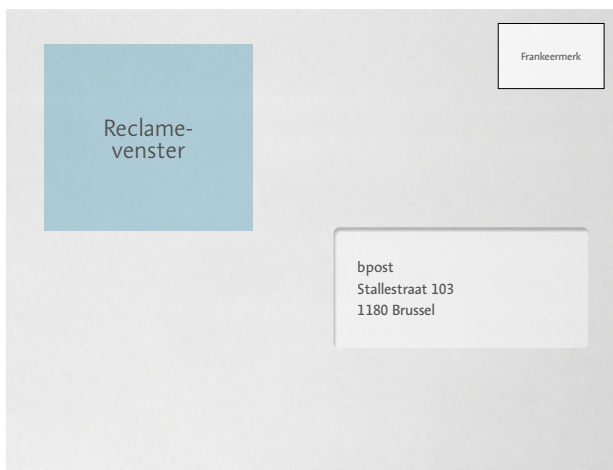 Frankeermerk
Reclame-
venster
bpost
Stallestraat 103
1180 Brussel